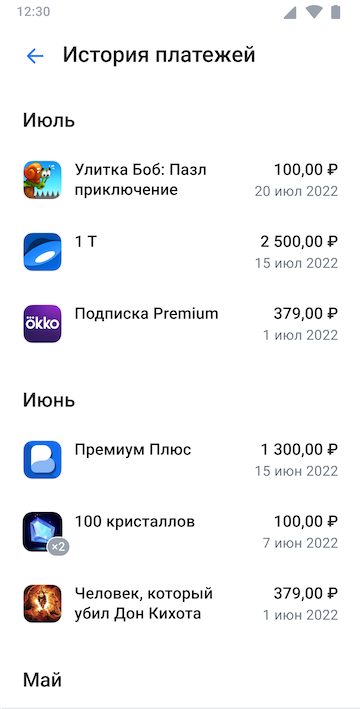 12:30
История платежей
Июль
Улитка Боб: Пазл
приключение
100,00 ₽
20 июл 2022
1 Т
2 500,00 ₽
15 июл 2022
okko
Подписка Premium
379,00 ₽
1 июл 2022
Июнь
Премиум Плюс
1 300,00 ₽
15 июн 2022
100 кристаллов
×2
100,00 ₽
7 июн 2022
Человек, который
убил Дон Кихота
379,00 ₽
1 июн 2022
Май